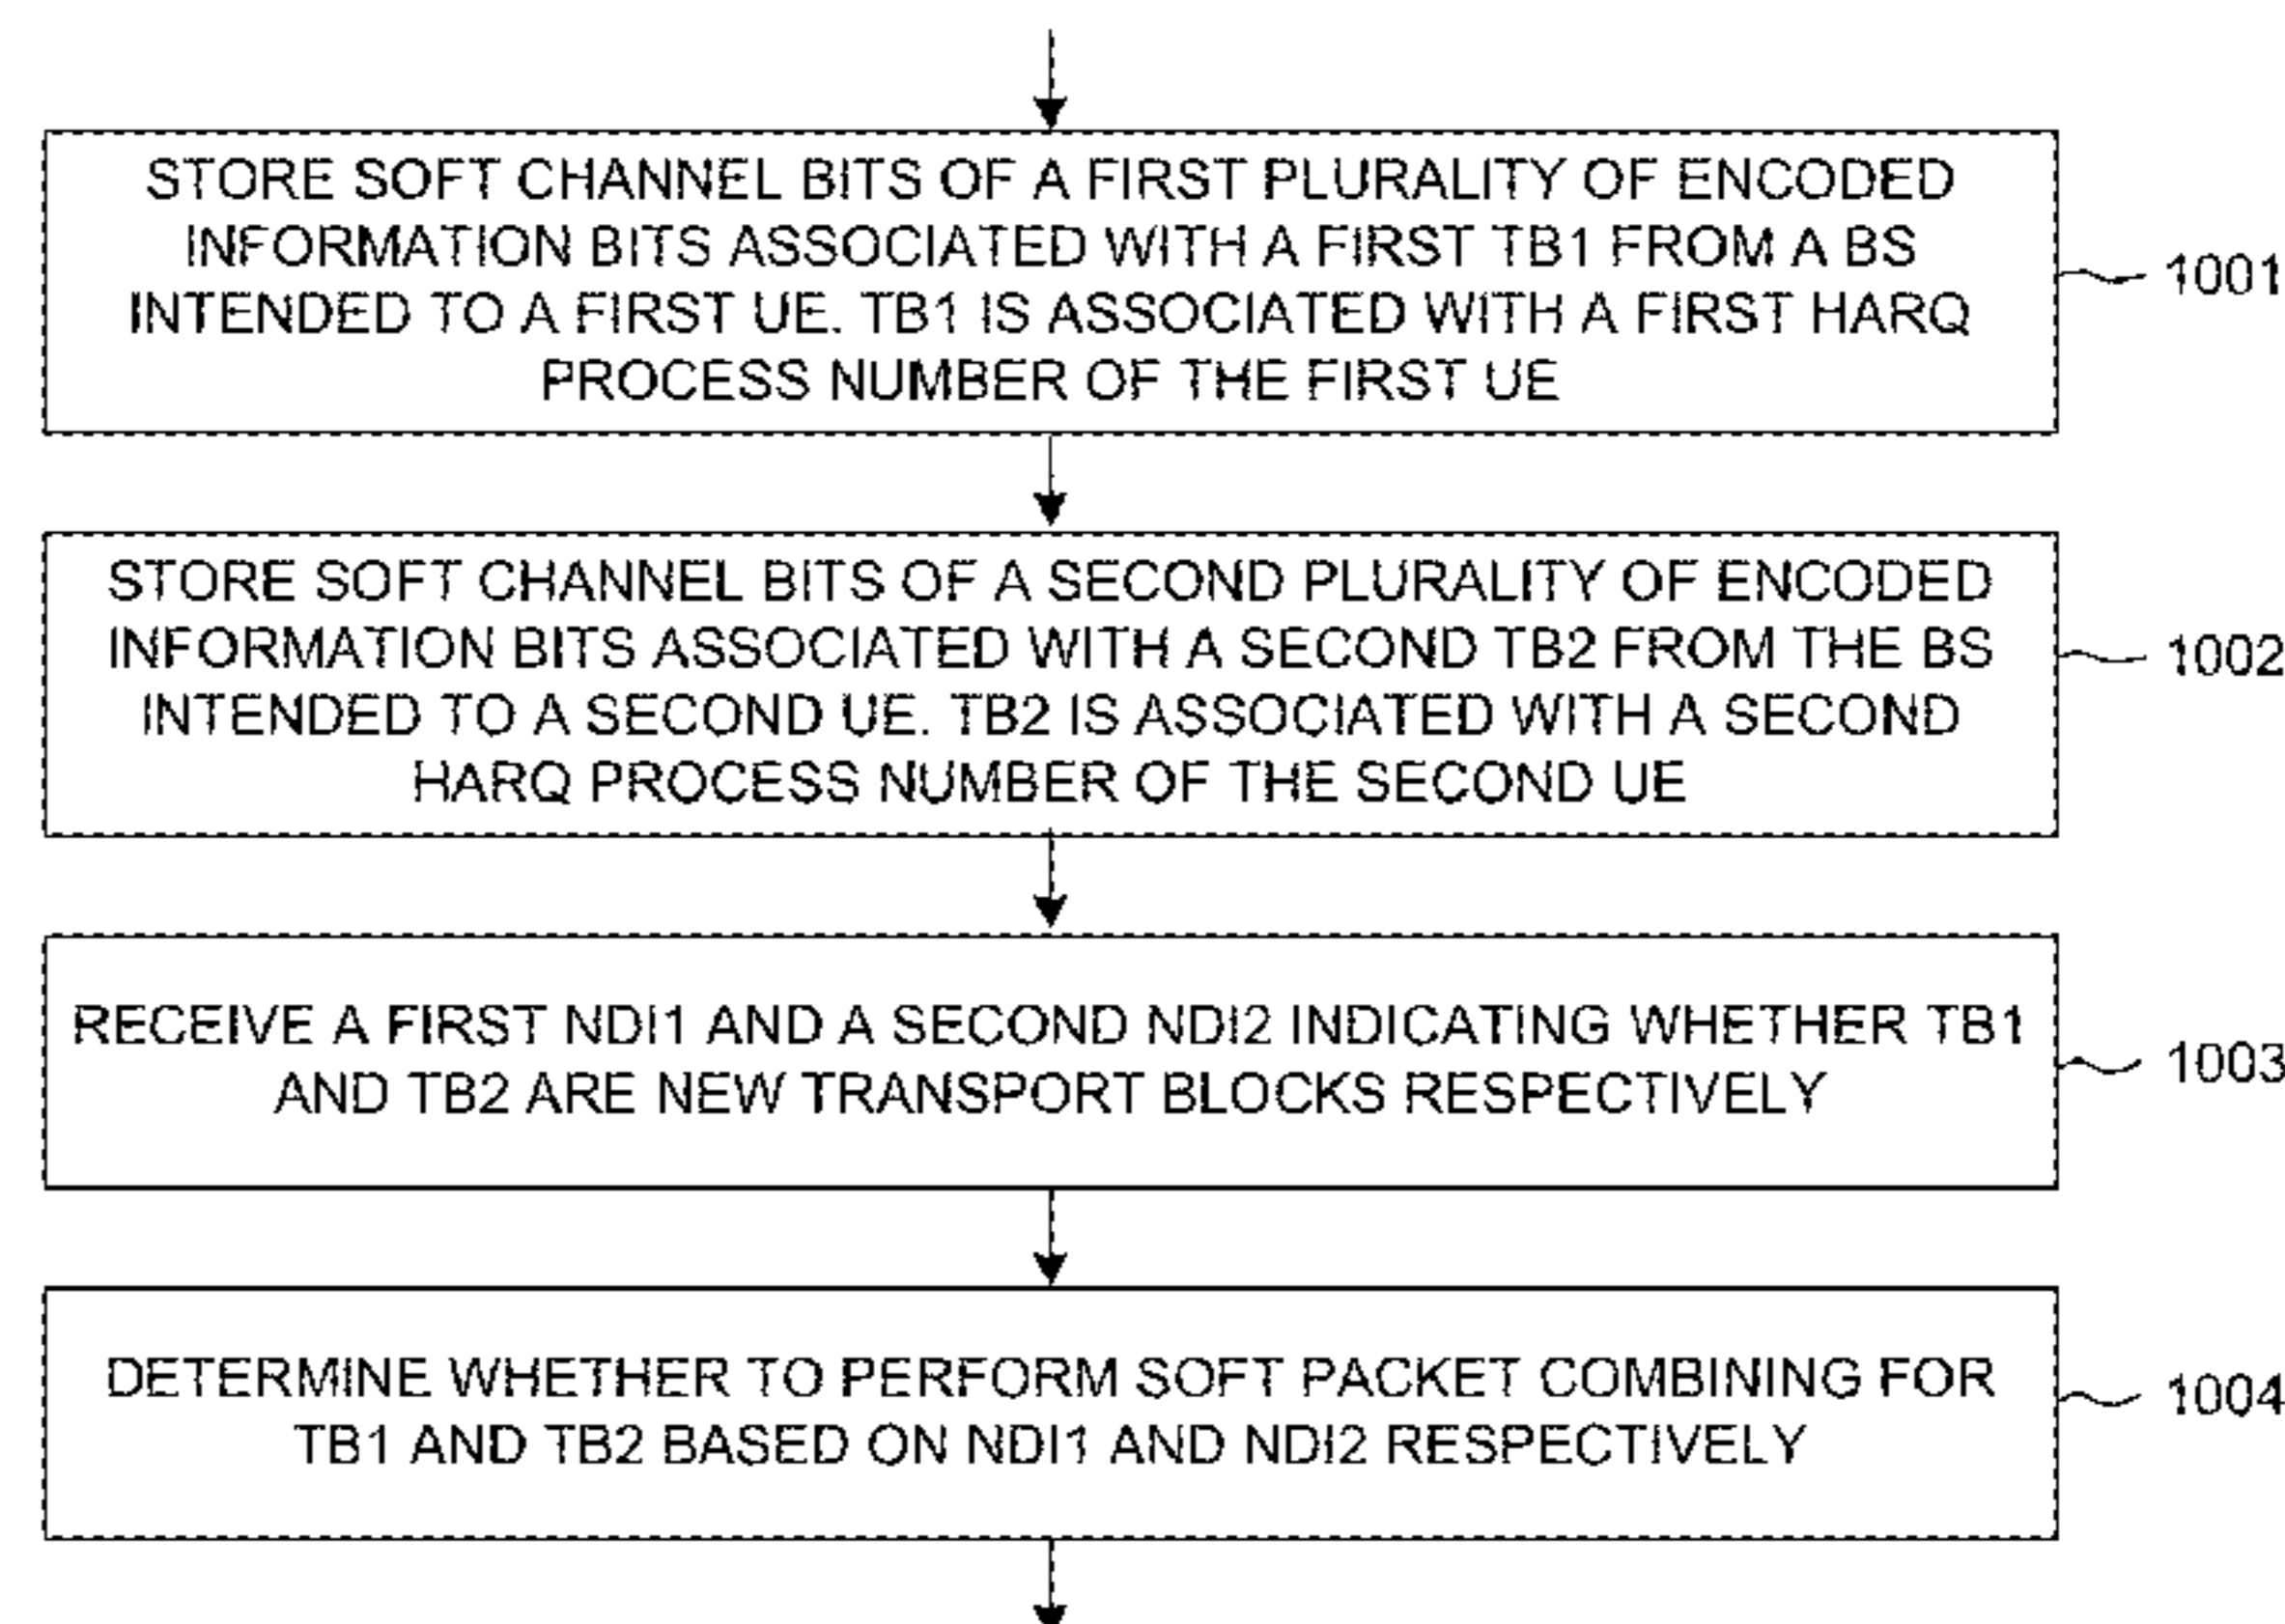 STORE SOFT CHANNEL BITS OF A FIRST PLURALITY OF ENCODED
INFORMATION BITS ASSOCIATED WITH A FIRST TB1 FROM A BS
INTENDED TO A FIRST UE. TB1 IS ASSOCIATED WITH A FIRST HARQ
PROCESS NUMBER OF THE FIRST UE
1001
STORE SOFT CHANNEL BITS OF A SECOND PLURALITY OF ENCODED
INFORMATION BITS ASSOCIATED WITH A SECOND TB2 FROM THE BS
INTENDED TO A SECOND UE. TB2 IS ASSOCIATED WITH A SECOND
HARQ PROCESS NUMBER OF THE SECOND UE
1002
RECEIVE A FIRST NDI1 AND A SECOND NDI2 INDICATING WHETHER TB1
AND TB2 ARE NEW TRANSPORT BLOCKS RESPECTIVELY
1003
DETERMINE WHETHER TO PERFORM SOFT PACKET COMBINING FOR
TB1 AND TB2 BASED ON NDI1 AND NDI2 RESPECTIVELY
1004